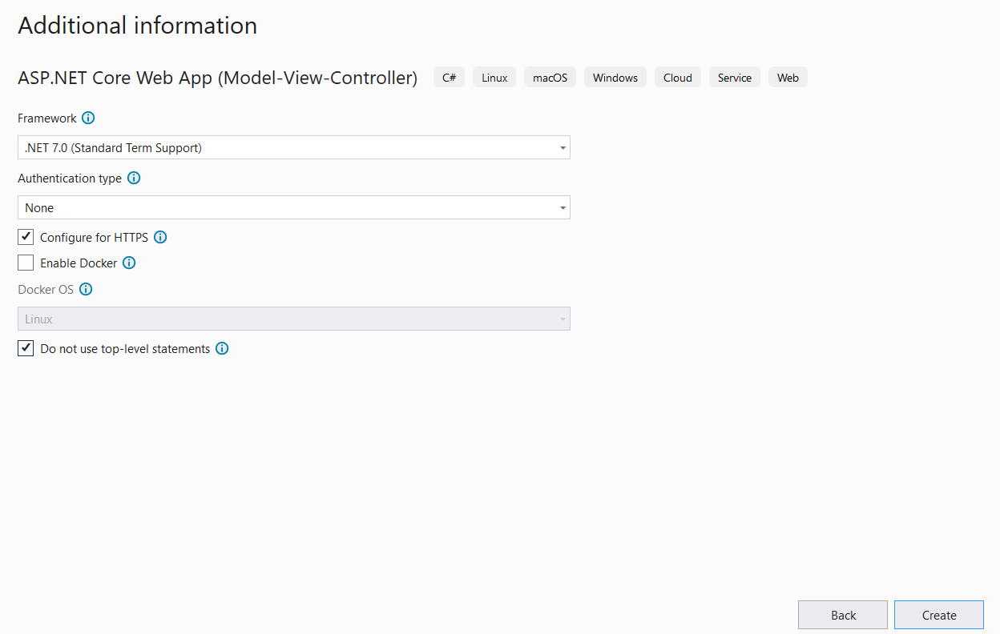 Additional information
ASP.NET Core Web App (Model-View-Controller) C# Linux macOS Windows Cloud Service Web
Framework
.NET 7.0 (Standard Term Support)
Authentication type
None
Configure for HTTPS
Enable Docker
Docker OS
Linux
Do not use top-level statements
Back Create